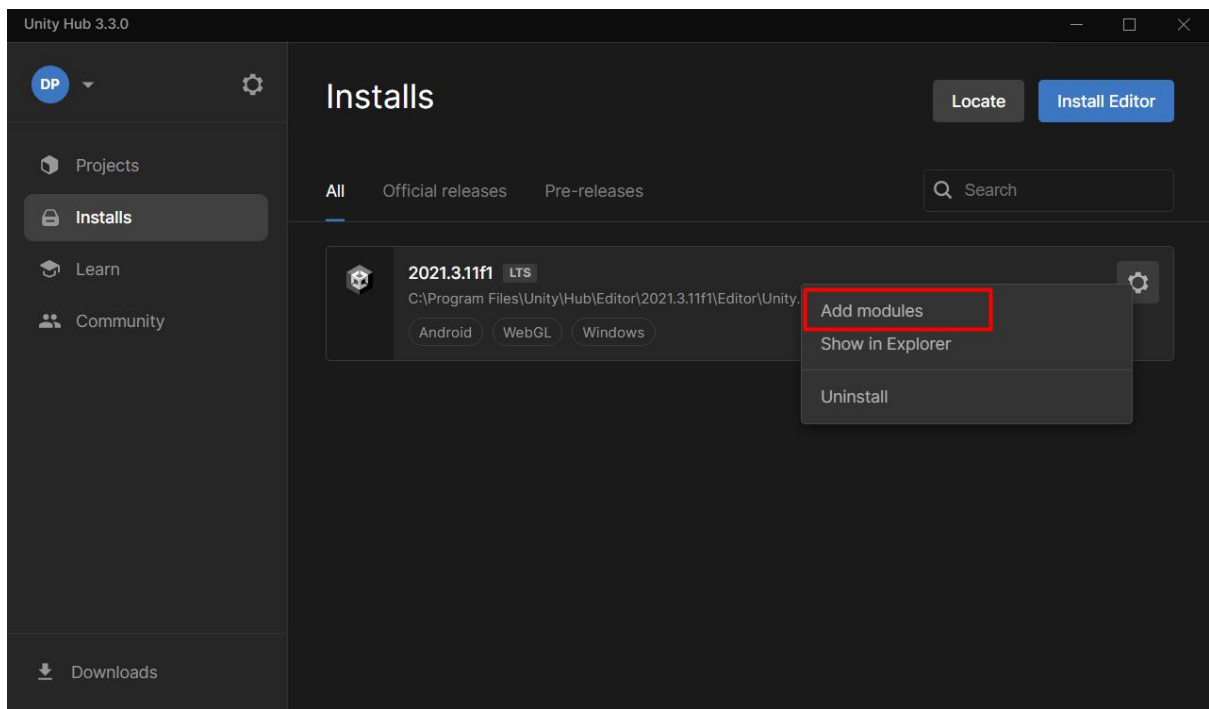 Unity Hub 3.3.0
DP
Projects
Installs
Learn
Community
Downloads
Installs
Locate
Install Editor
All
Official releases
Pre-releases
Search
2021.3.11f1 LTS
C:\Program Files\Unity\Hub\Editor\2021.3.11f1\Editor\Unity.
Android
WebGL
Windows
Add modules
Show in Explorer
Uninstall